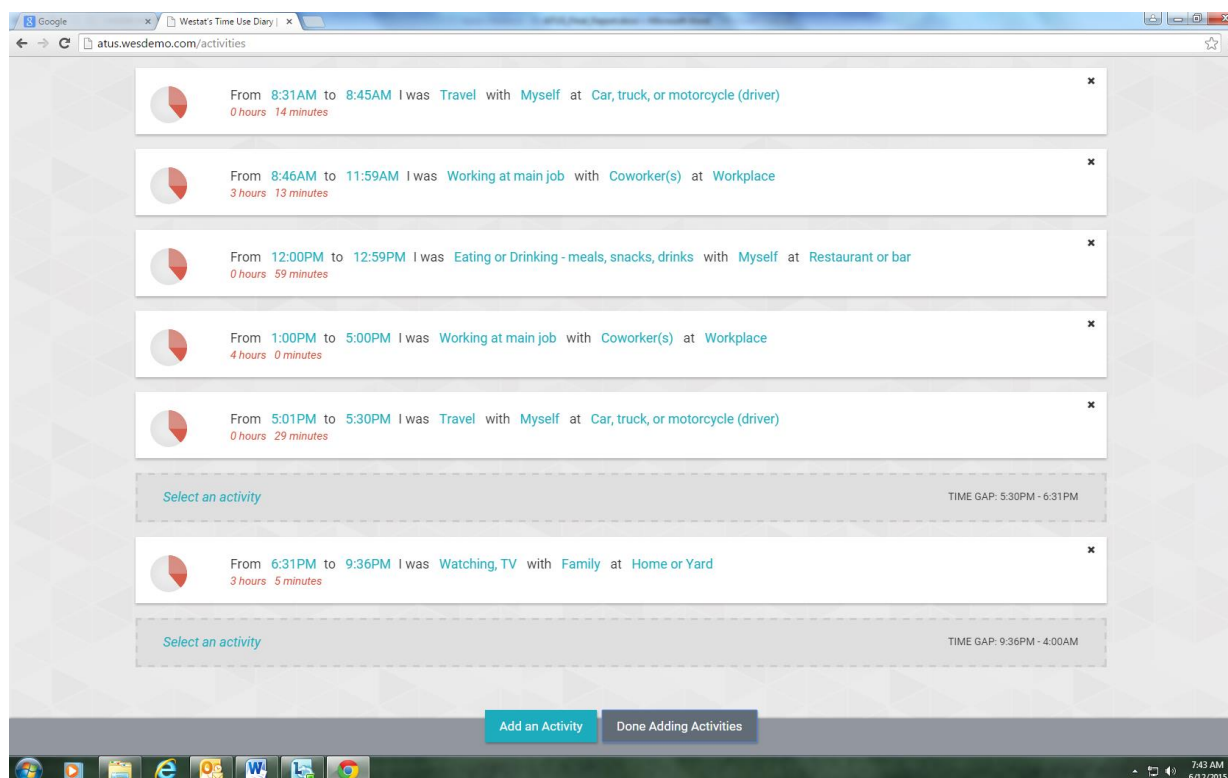 Google
Westat's Time Use Diary |
atus.wesdemo.com/activities
From 8:31AM to 8:45AM I was Travel with Myself at Car, truck, or motorcycle (driver)
0 hours 14 minutes
From 8:46AM to 11:59AM I was Working at main job with Coworker(s) at Workplace
3 hours 13 minutes
From 12:00PM to 12:59PM I was Eating or Drinking - meals, snacks, drinks with Myself at Restaurant or bar
0 hours 59 minutes
From 1:00PM to 5:00PM I was Working at main job with Coworker(s) at Workplace
4 hours 0 minutes
From 5:01PM to 5:30PM I was Travel with Myself at Car, truck, or motorcycle (driver)
0 hours 29 minutes
Select an activity TIME GAP: 5:30PM - 6:31PM
From 6:31PM to 9:36PM I was Watching, TV with Family at Home or Yard
3 hours 5 minutes
Select an activity TIME GAP: 9:36PM - 4:00AM
Add an Activity Done Adding Activities
7:43 AM
6/12/2015